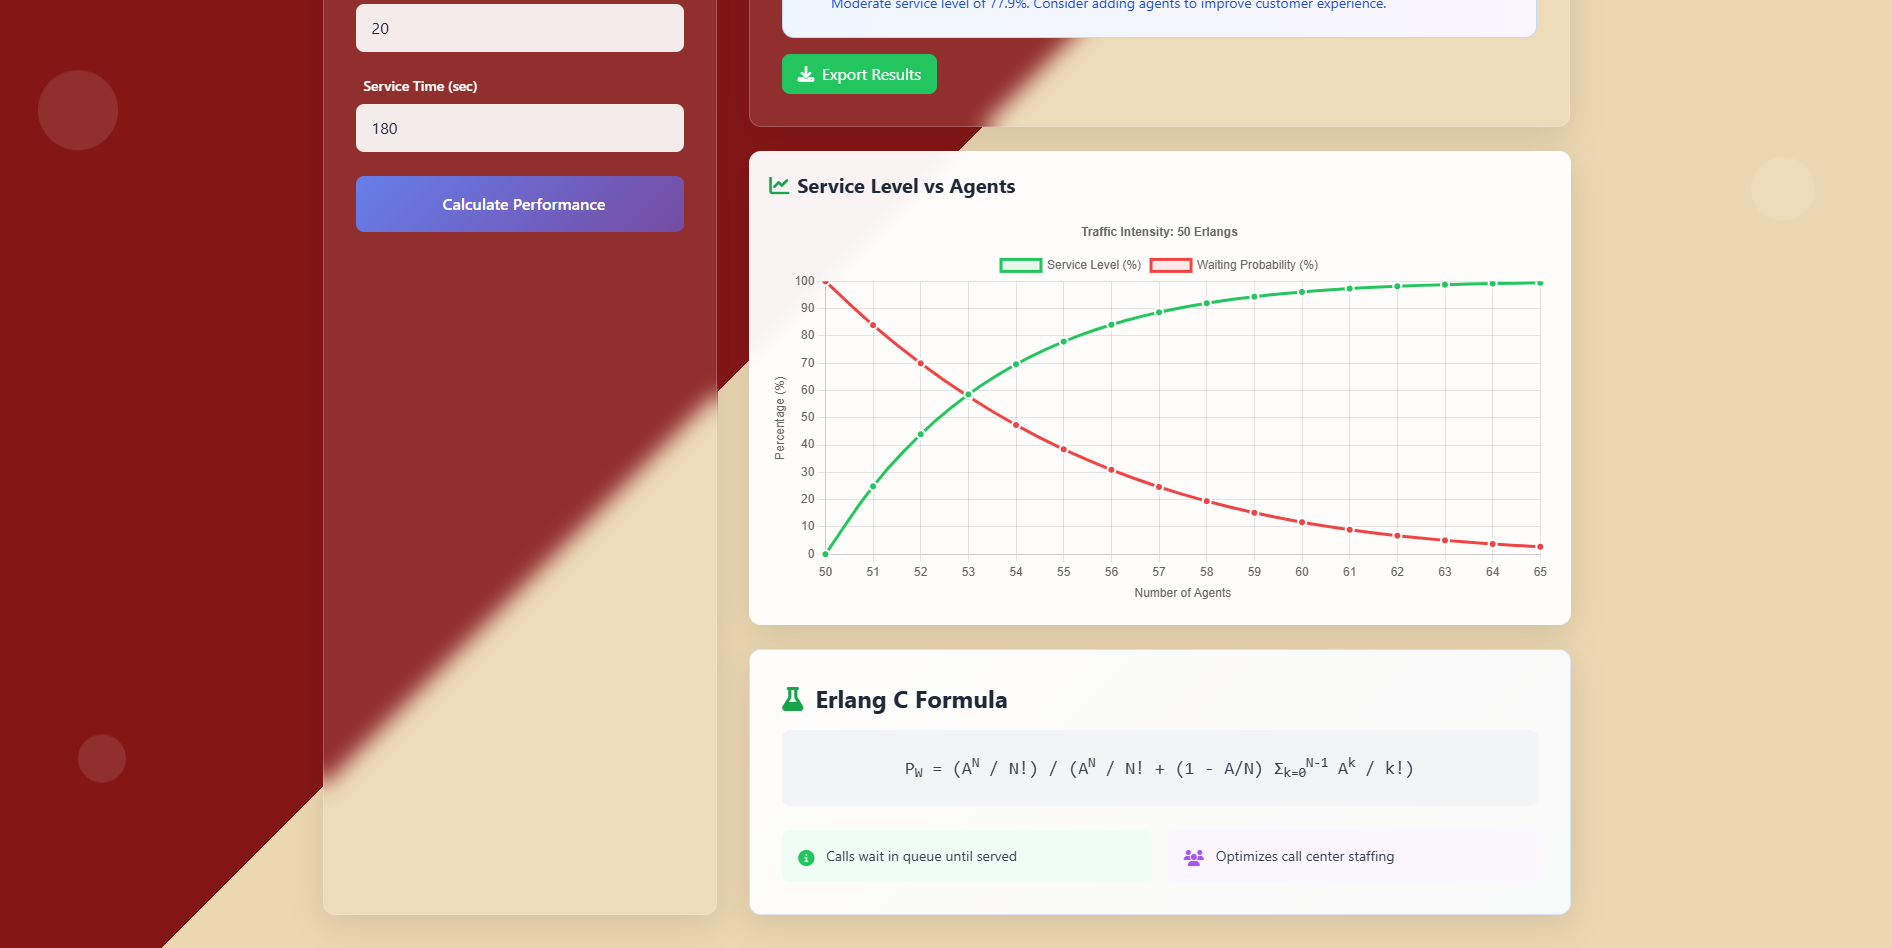 20
Service Time (sec)
180
Calculate Performance
Moderate service level of 77.9%. Consider adding agents to improve customer experience.
Export Results
Service Level vs Agents
Traffic Intensity: 50 Erlangs
Service Level (%) Waiting Probability (%)
100
90
80
70
60
50
40
30
20
10
0
Percentage (%)
50 51 52 53 54 55 56 57 58 59 60 61 62 63 64 65
Number of Agents
Erlang C Formula
P_W = (A^N / N!) / (A^N / N! + (1 - A/N) Σ_k=0^N-1 A^k / k!)
Calls wait in queue until served
Optimizes call center staffing